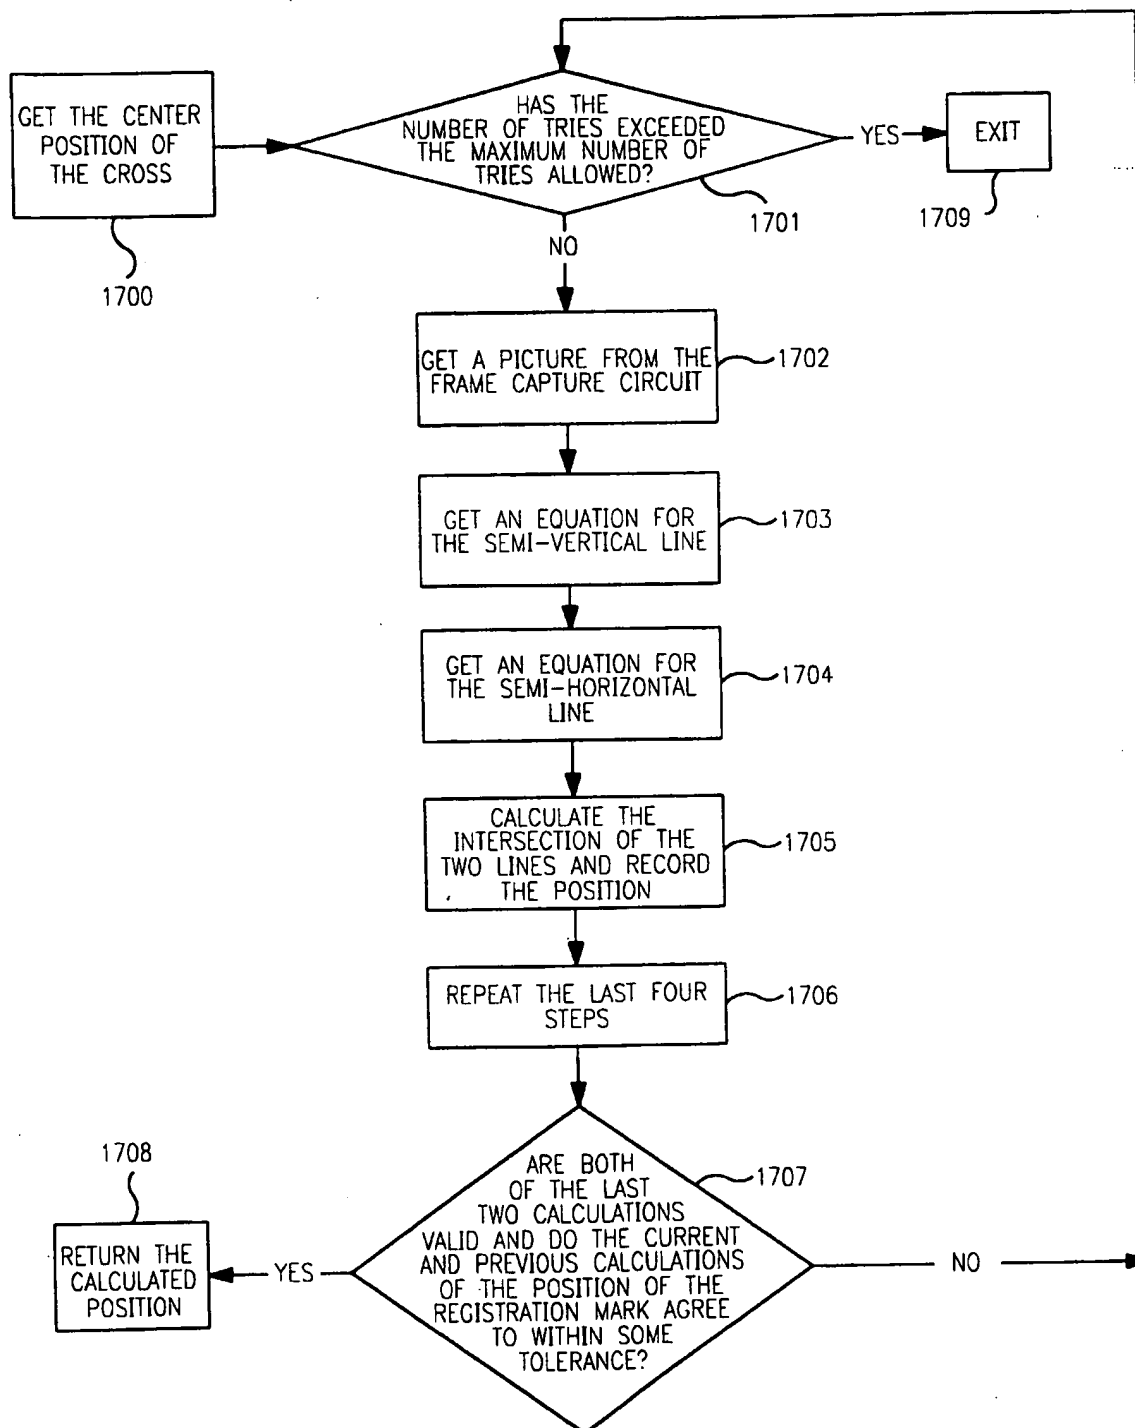 GET THE CENTER
POSITION OF
THE CROSS
1700
HAS THE
NUMBER OF TRIES EXCEEDED
THE MAXIMUM NUMBER OF
TRIES ALLOWED?
1701
YES
EXIT
1709
NO
GET A PICTURE FROM THE
FRAME CAPTURE CIRCUIT
1702
GET AN EQUATION FOR
THE SEMI-VERTICAL LINE
1703
GET AN EQUATION FOR
THE SEMI-HORIZONTAL
LINE
1704
CALCULATE THE
INTERSECTION OF THE
TWO LINES AND RECORD
THE POSITION
1705
REPEAT THE LAST FOUR
STEPS
1706
ARE BOTH
OF THE LAST
TWO CALCULATIONS
VALID AND DO THE CURRENT
AND PREVIOUS CALCULATIONS
OF THE POSITION OF THE
REGISTRATION MARK AGREE
TO WITHIN SOME
TOLERANCE?
1707
YES
1708
RETURN THE
CALCULATED
POSITION
NO